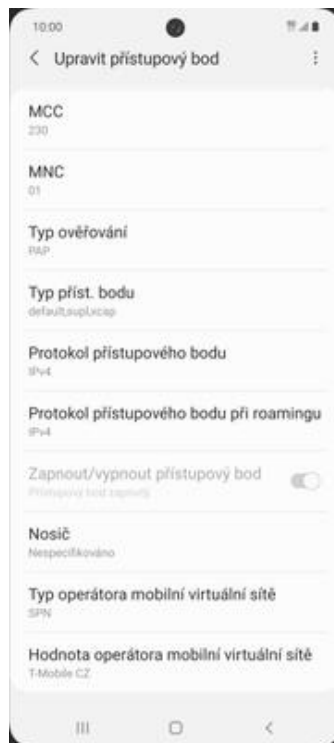 10:00
Upravit přístupový bod
MCC
230
MNC
01
Typ ověřování
PAP
Typ příst. bodu
default,supl,xcap
Protokol přístupového bodu
IPv4
Protokol přístupového bodu při roamingu
IPv4
Zapnout/vypnout přístupový bod
Přístupový bod zapnutý
Nosič
Nespecifikováno
Typ operátora mobilní virtuální sítě
SPN
Hodnota operátora mobilní virtuální sítě
T-Mobile CZ